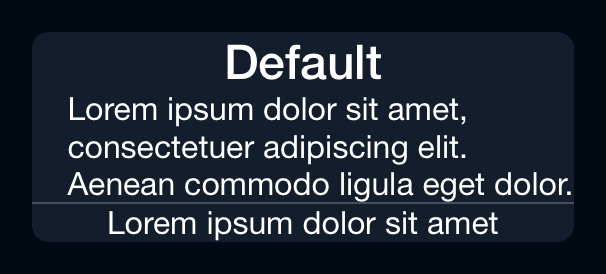 Default
Lorem ipsum dolor sit amet,
consectetuer adipiscing elit.
Aenean commodo ligula eget dolor.
Lorem ipsum dolor sit amet